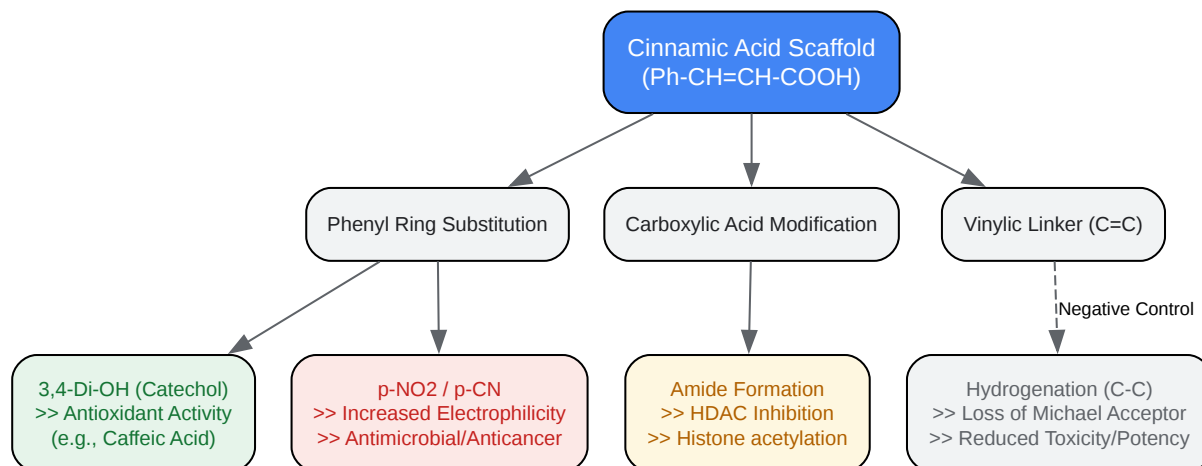 Cinnamic Acid Scaffold
(Ph-CH=CH-COOH)
Phenyl Ring Substitution
Carboxylic Acid Modification
Vinylic Linker (C=C)
Negative Control
3,4-Di-OH (Catechol)
>> Antioxidant Activity
(e.g., Caffeic Acid)
p-NO2 / p-CN
>> Increased Electrophilicity
>> Antimicrobial/Anticancer
Amide Formation
>> HDAC Inhibition
>> Histone acetylation
Hydrogenation (C-C)
>> Loss of Michael Acceptor
>> Reduced Toxicity/Potency